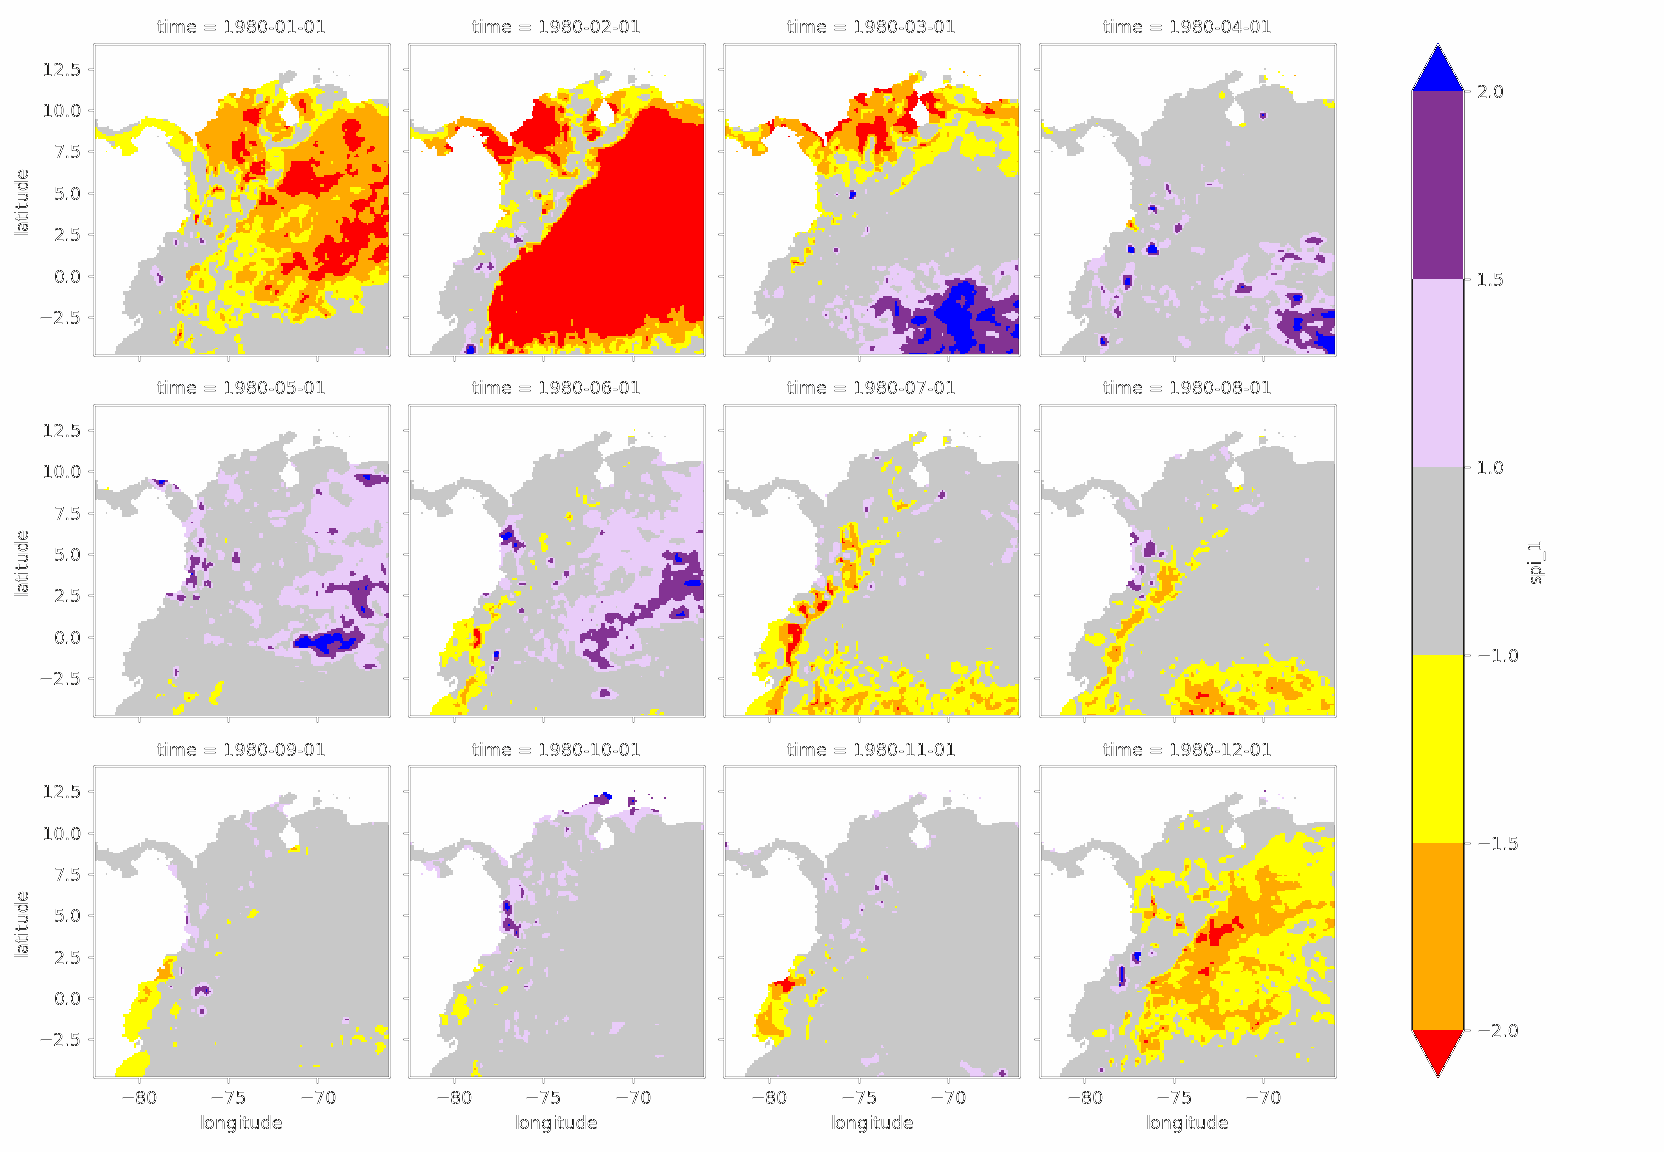 time = 1980-01-01
time = 1980-02-01
time = 1980-03-01
time = 1980-04-01
12.5
10.0
7.5
5.0
2.5
0.0
−2.5
latitude
time = 1980-05-01
time = 1980-06-01
time = 1980-07-01
time = 1980-08-01
12.5
10.0
7.5
5.0
2.5
0.0
−2.5
latitude
time = 1980-09-01
time = 1980-10-01
time = 1980-11-01
time = 1980-12-01
12.5
10.0
7.5
5.0
2.5
0.0
−2.5
latitude
−80 −75 −70
−80 −75 −70
−80 −75 −70
−80 −75 −70
longitude
longitude
longitude
longitude
2.0
1.5
1.0
−1.0
−1.5
−2.0
spi_1